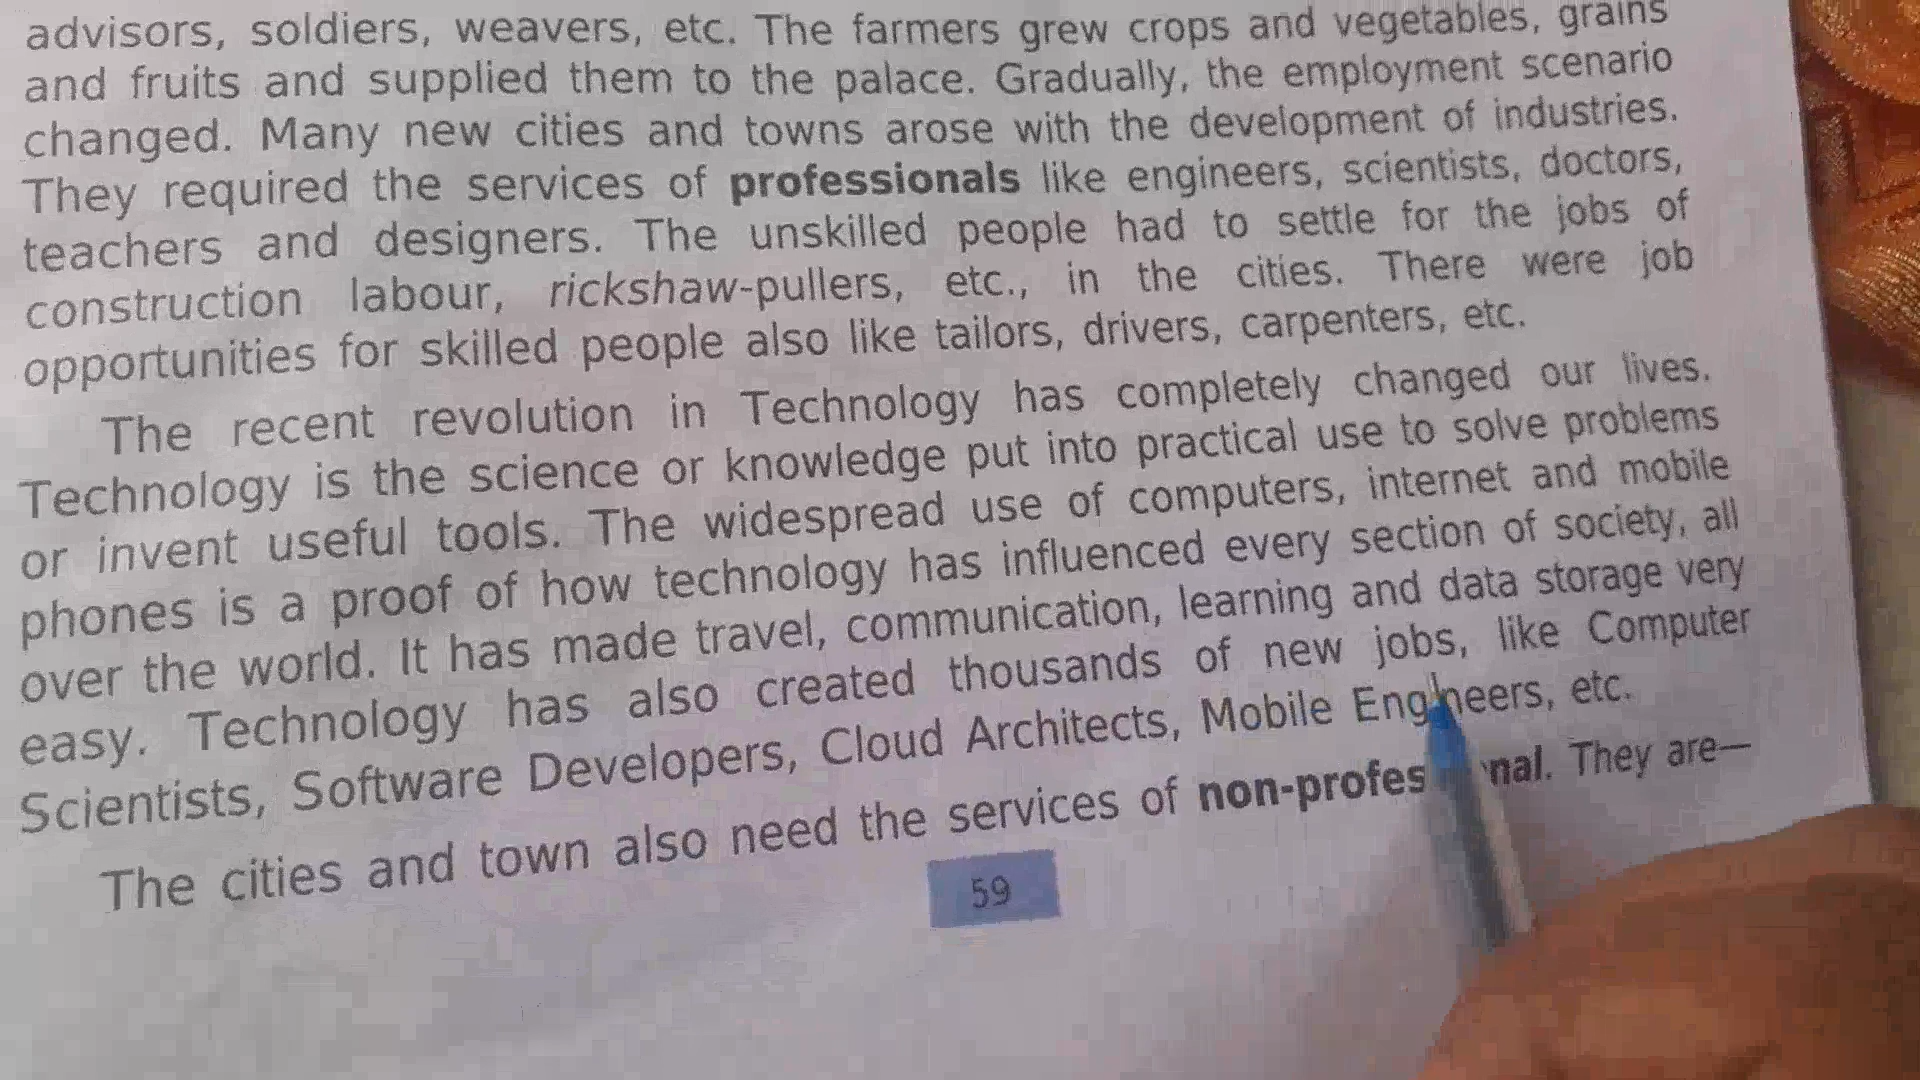 advisors, soldiers, weavers, etc. The farmers grew crops and vegetables, grains
and fruits and supplied them to the palace. Gradually, the employment scenario
changed. Many new cities and towns arose with the development of industries.
They required the services of professionals like engineers, scientists, doctors,
teachers and designers. The unskilled people had to settle for the jobs of
construction labour, rickshaw-pullers, etc., in the cities. There were job
opportunities for skilled people also like tailors, drivers, carpenters, etc.
The recent revolution in Technology has completely changed our lives.
Technology is the science or knowledge put into practical use to solve problems
or invent useful tools. The widespread use of computers, internet and mobile
phones is a proof of how technology has influenced every section of society, all
over the world. It has made travel, communication, learning and data storage very
easy. Technology has also created thousands of new jobs, like Computer
Scientists, Software Developers, Cloud Architects, Mobile Engineers, etc.
The cities and town also need the services of They are—
59